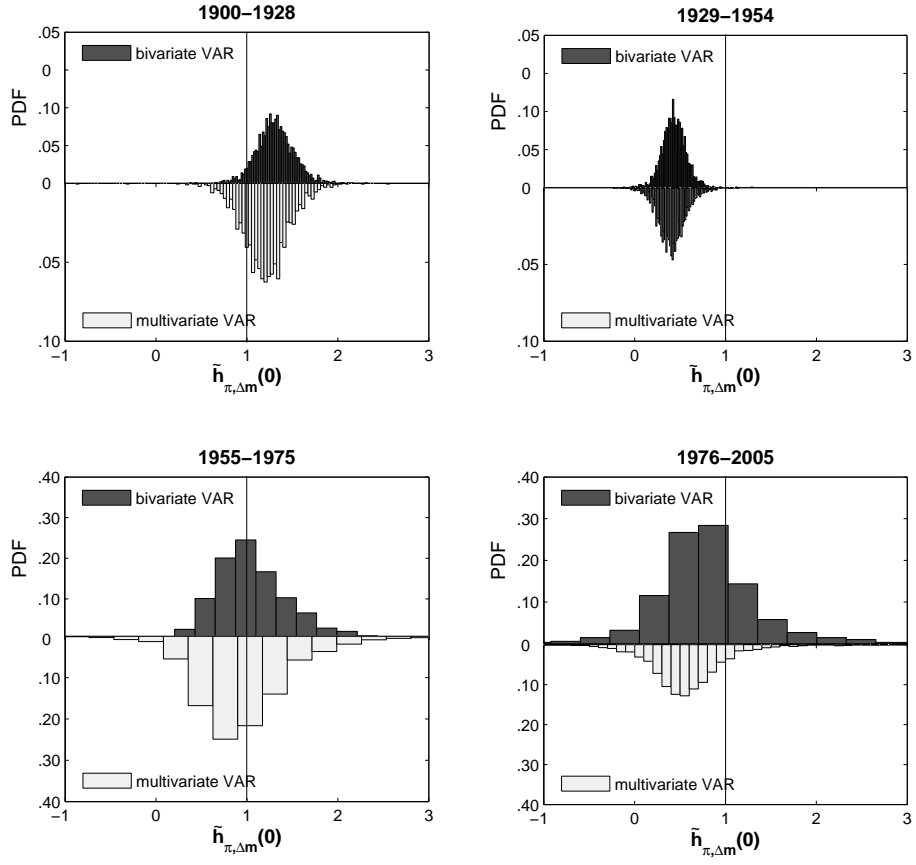 1900−1928
.05
0
.10
.05
0
.05
.10
PDF
bivariate VAR
multivariate VAR
−1 0 1 2 3
h̃π,Δm(0)
1929−1954
.05
0
.10
.05
0
.05
.10
PDF
bivariate VAR
multivariate VAR
−1 0 1 2 3
h̃π,Δm(0)
1955−1975
.40
.30
.20
.10
0
.10
.20
.30
.40
PDF
bivariate VAR
multivariate VAR
−1 0 1 2 3
h̃π,Δm(0)
1976−2005
.40
.30
.20
.10
0
.10
.20
.30
.40
PDF
bivariate VAR
multivariate VAR
−1 0 1 2 3
h̃π,Δm(0)